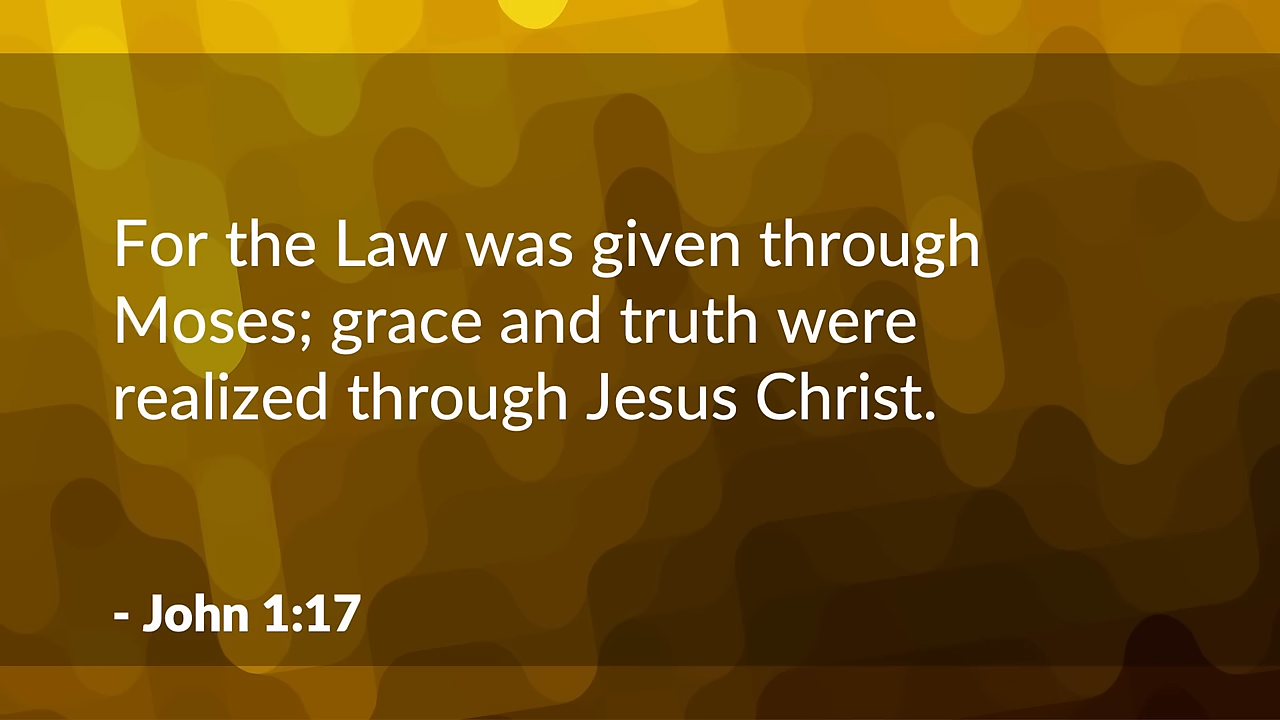 For the Law was given through
Moses; grace and truth were
realized through Jesus Christ.
- John 1:17